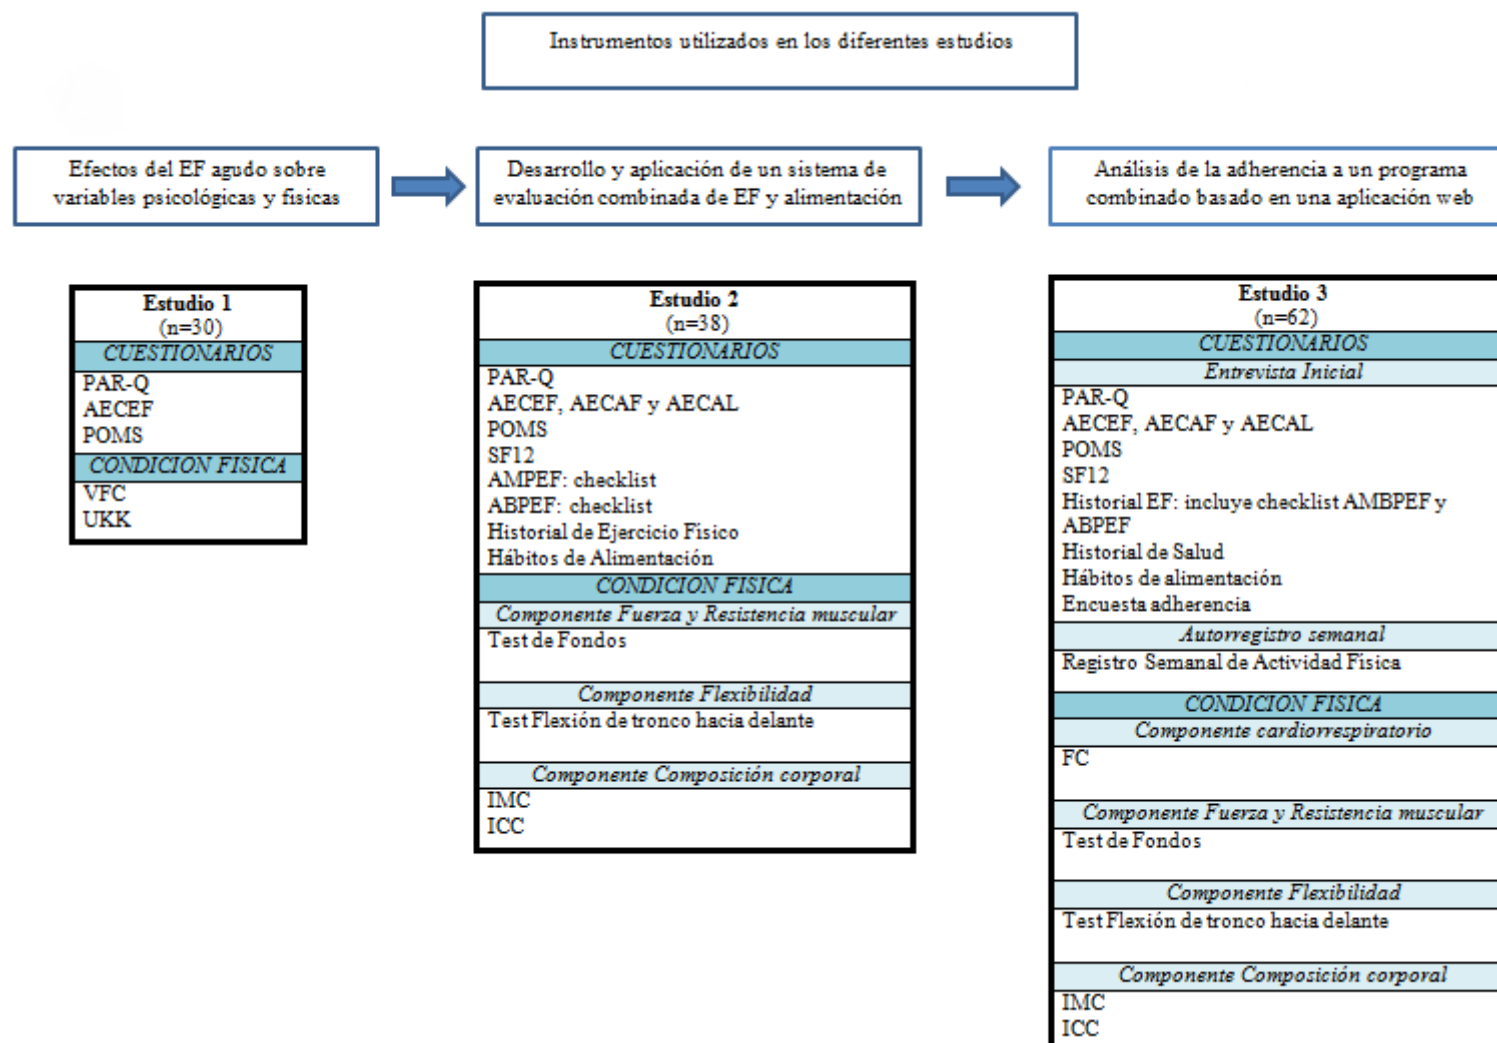 Instrumentos utilizados en los diferentes estudios
Efectos del EF agudo sobre
variables psicológicas y fisicas
Desarrollo y aplicación de un sistema de
evaluación combinada de EF y alimentación
Análisis de la adherencia a un programa
combinado basado en una aplicación web
Estudio 1
(n=30)
CUESTIONARIOS
PAR-Q
AECEF
POMS
CONDICION FISICA
VFC
UKK
Estudio 2
(n=38)
CUESTIONARIOS
PAR-Q
AECEF, AECAF y AECAL
POMS
SF12
AMPEF: checklist
ABPEF: checklist
Historial de Ejercicio Físico
Hábitos de Alimentación
CONDICION FISICA
Componente Fuerza y Resistencia muscular
Test de Fondos
Componente Flexibilidad
Test Flexión de tronco hacia delante
Componente Composición corporal
IMC
ICC
Estudio 3
(n=62)
CUESTIONARIOS
Entrevista Inicial
PAR-Q
AECEF, AECAF y AECAL
POMS
SF12
Historial EF: incluye checklist AMBPEF y
ABPEF
Historial de Salud
Hábitos de alimentación
Encuesta adherencia
Autorregistro semanal
Registro Semanal de Actividad Física
CONDICION FISICA
Componente cardiorrespiratorio
FC
Componente Fuerza y Resistencia muscular
Test de Fondos
Componente Flexibilidad
Test Flexión de tronco hacia delante
Componente Composición corporal
IMC
ICC